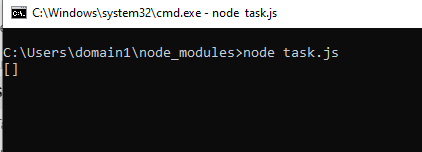 C:\Windows\system32\cmd.exe - node task.js
C:\Users\domain1\node_modules>node task.js
[]